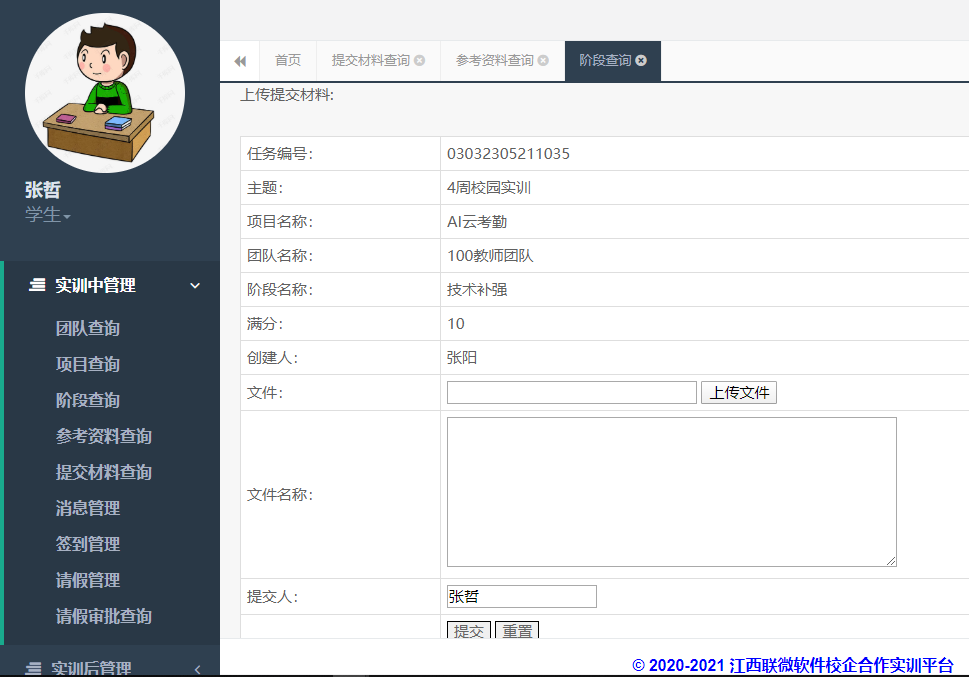 张哲
学生
实训中管理
团队查询
项目查询
阶段查询
参考资料查询
提交材料查询
消息管理
签到管理
请假管理
请假审批查询
实训后管理
首页 提交材料查询 参考资料查询 阶段查询
上传提交材料:
任务编号: 03032305211035
主题: 4周校园实训
项目名称: AI云考勤
团队名称: 100教师团队
阶段名称: 技术补强
满分: 10
创建人: 张阳
文件: 上传文件
文件名称:
提交人: 张哲
提交 重置
© 2020-2021 江西联微软件校企合作实训平台